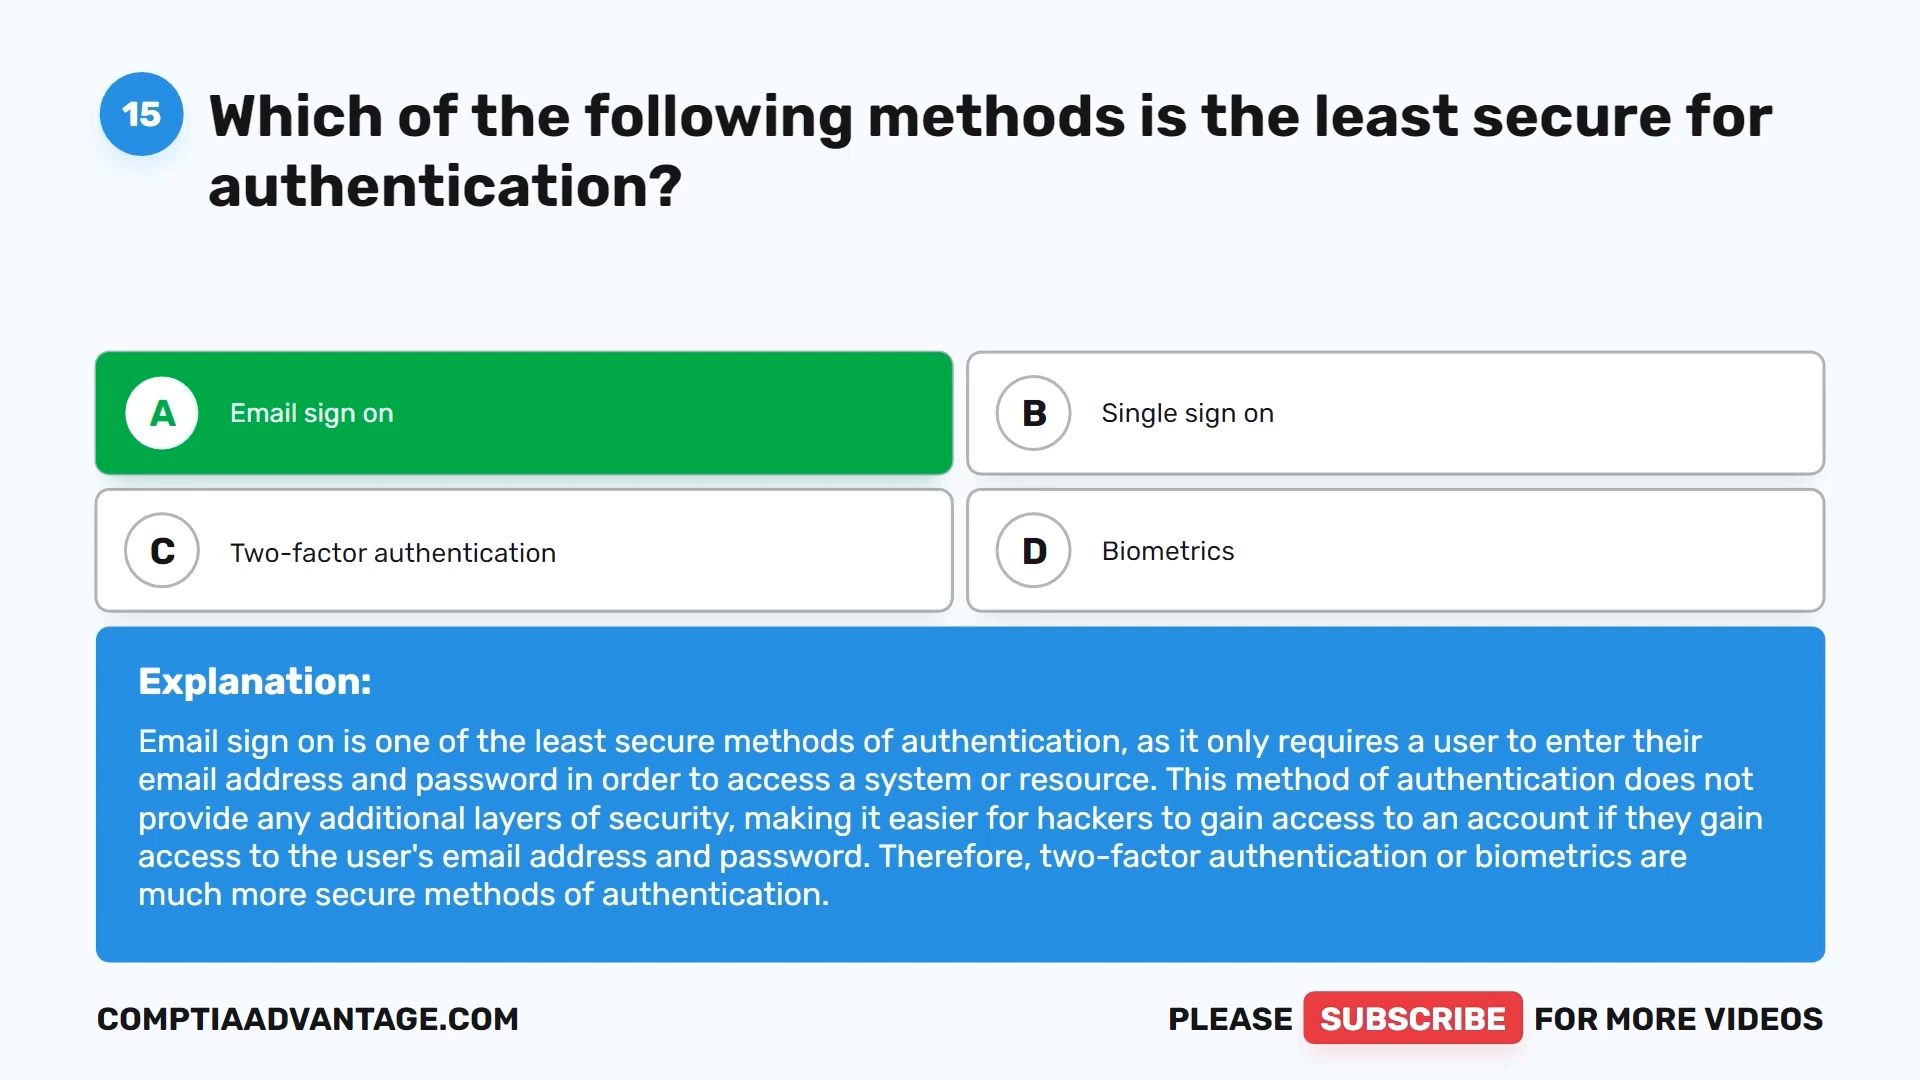 15
Which of the following methods is the least secure for
authentication?
A
Email sign on
B
Single sign on
C
Two-factor authentication
D
Biometrics
Explanation:
Email sign on is one of the least secure methods of authentication, as it only requires a user to enter their
email address and password in order to access a system or resource. This method of authentication does not
provide any additional layers of security, making it easier for hackers to gain access to an account if they gain
access to the user's email address and password. Therefore, two-factor authentication or biometrics are
much more secure methods of authentication.
COMPTIAADVANTAGE.COM
PLEASE SUBSCRIBE FOR MORE VIDEOS